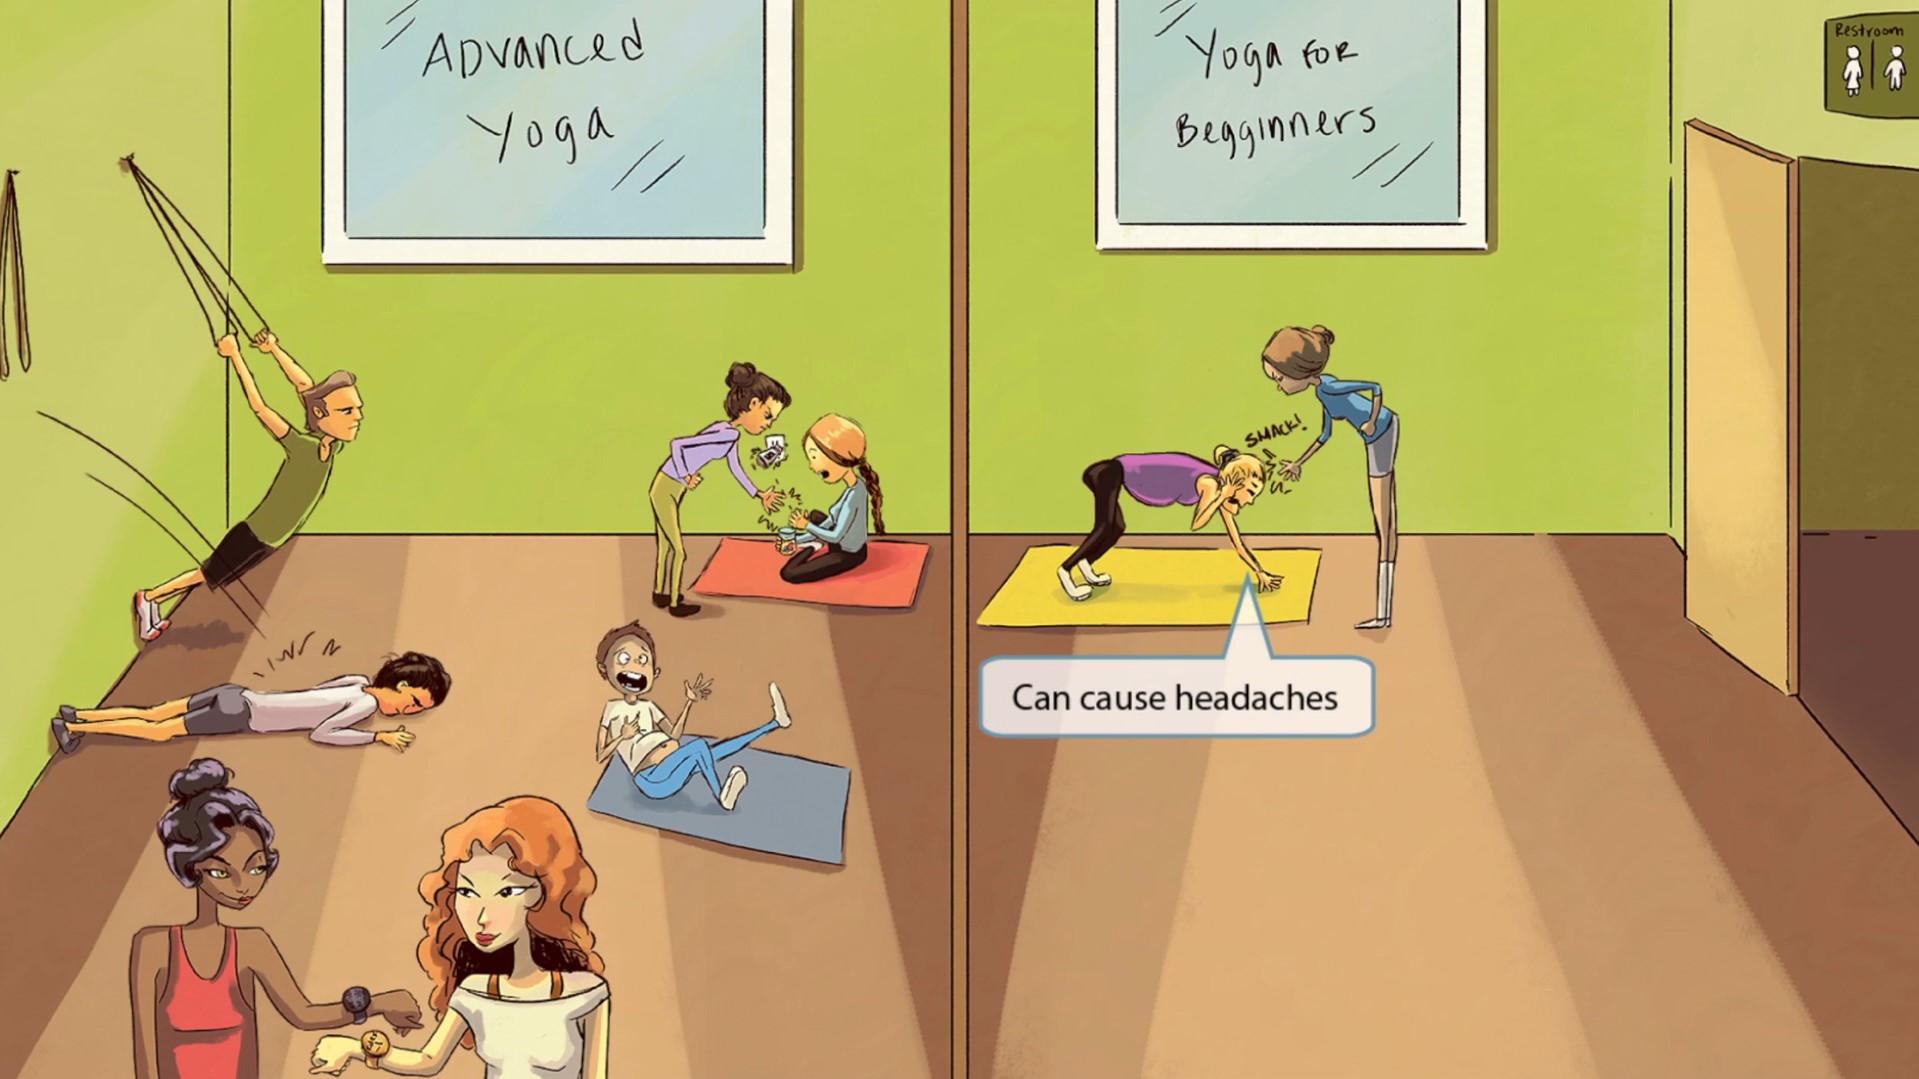 Advanced
Yoga
Yoga for
Begginners
Restroom
SMACK!
Can cause headaches